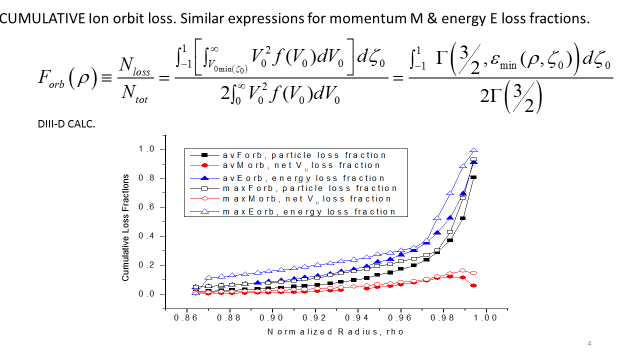 CUMULATIVE Ion orbit loss. Similar expressions for momentum M & energy E loss fractions.
F_orb(ρ) ≡ N_loss/N_tot = ∫_{-1}^{1}[∫_{V_{0min(ζ_0)}}^{∞} V_0^2 f(V_0)dV_0]dζ_0 / 2∫_0^∞ V_0^2 f(V_0)dV_0 = ∫_{-1}^{1} Γ(3/2, ε_min(ρ,ζ_0))dζ_0 / 2Γ(3/2)
DIII-D CALC.
Cumulative Loss Fractions
1.0
0.8
0.6
0.4
0.2
0.0
avForb, particle loss fraction
avMorb, net V_|| loss fraction
avEorb, energy loss fraction
maxForb, particle loss fraction
maxMorb, net V_|| loss fraction
maxEorb, energy loss fraction
0.86 0.88 0.90 0.92 0.94 0.96 0.98 1.00
Normalized Radius, rho
4